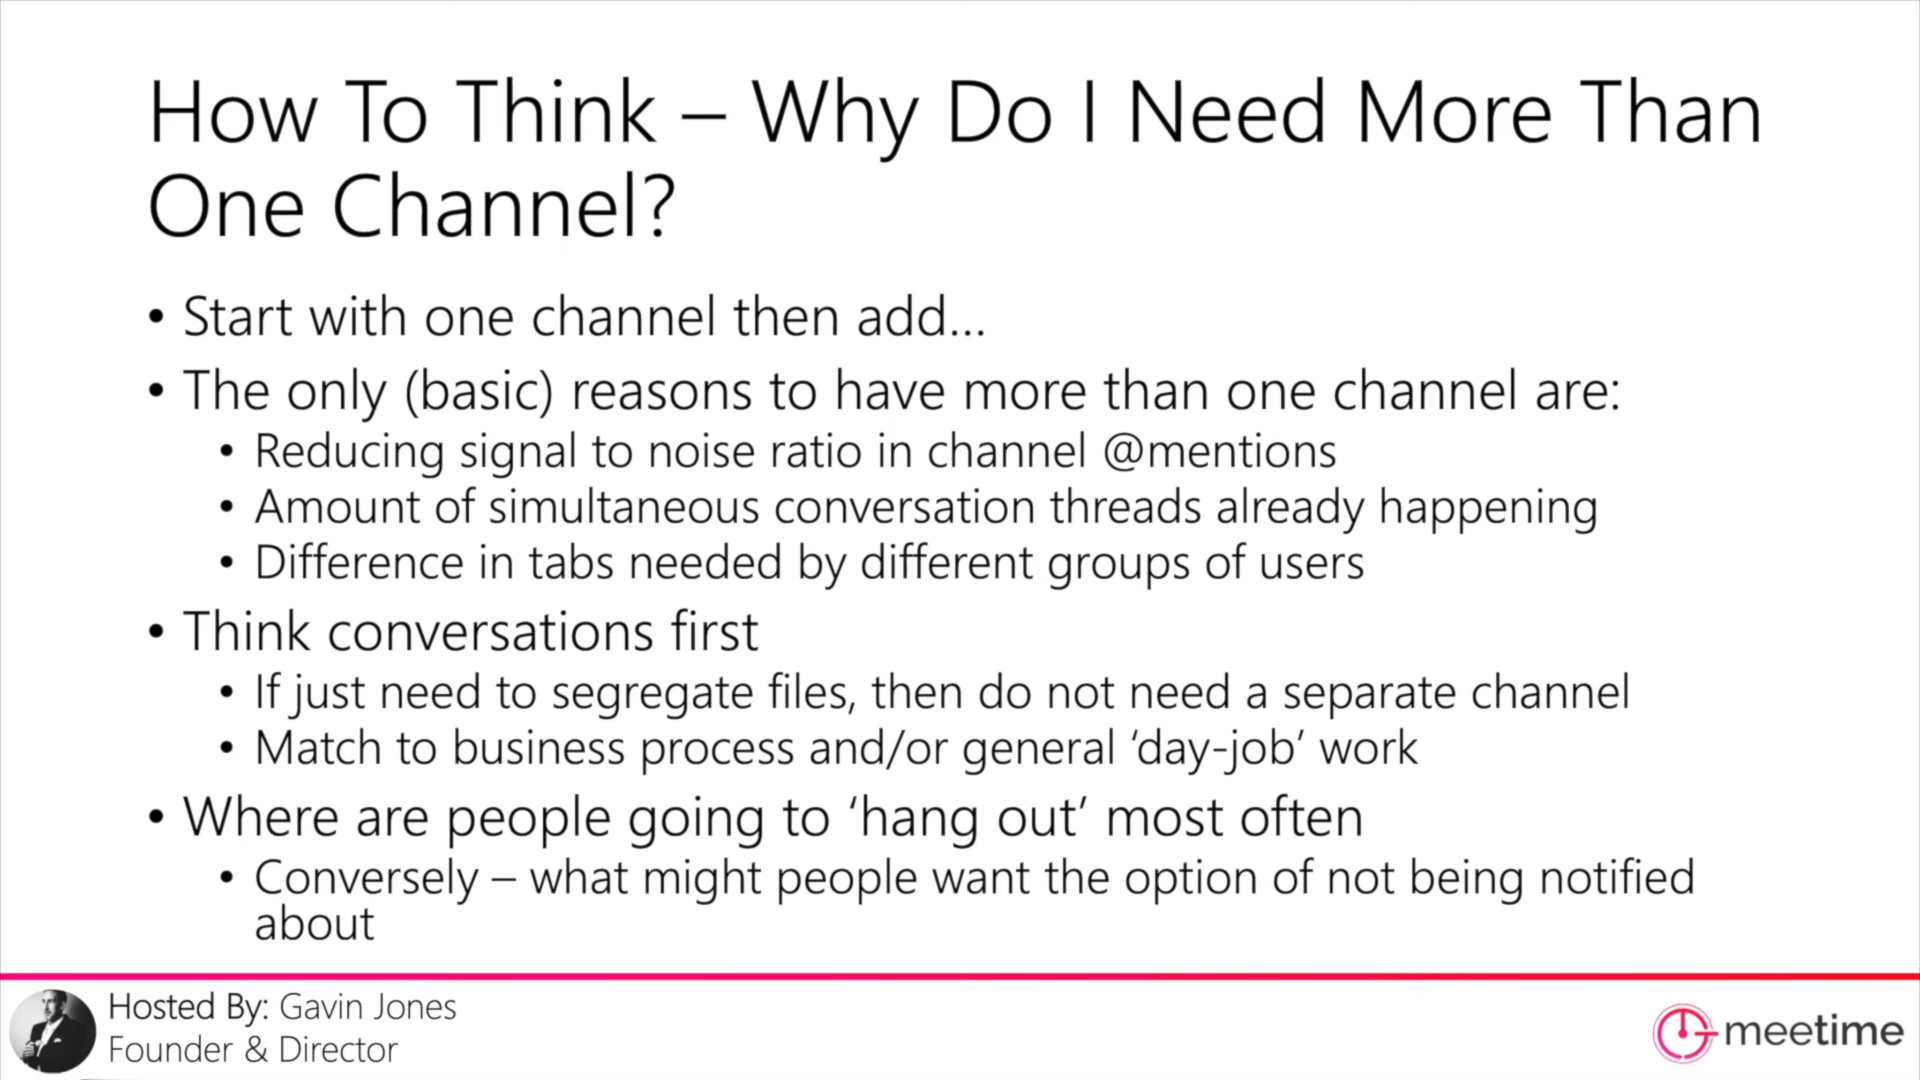 How To Think – Why Do I Need More Than
One Channel?
• Start with one channel then add...
• The only (basic) reasons to have more than one channel are:
• Reducing signal to noise ratio in channel @mentions
• Amount of simultaneous conversation threads already happening
• Difference in tabs needed by different groups of users
• Think conversations first
• If just need to segregate files, then do not need a separate channel
• Match to business process and/or general ‘day-job’ work
• Where are people going to ‘hang out’ most often
• Conversely – what might people want the option of not being notified
about
Hosted By: Gavin Jones
Founder & Director
meetime